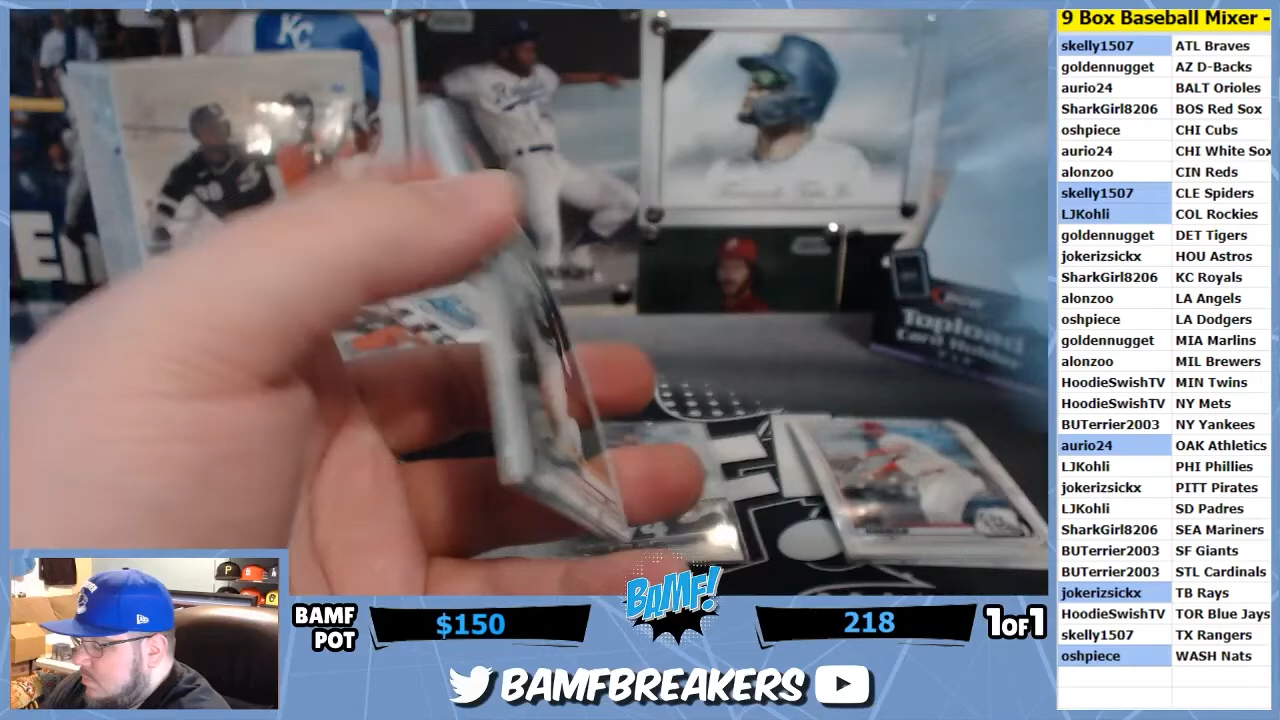 9 Box Baseball Mixer -
skelly1507 ATL Braves
goldennugget AZ D-Backs
aurio24 BALT Orioles
SharkGirl8206 BOS Red Sox
oshpiece CHI Cubs
aurio24 CHI White Sox
alonzoo CIN Reds
skelly1507 CLE Spiders
LJKohli COL Rockies
goldennugget DET Tigers
jokerizsickx HOU Astros
SharkGirl8206 KC Royals
alonzoo LA Angels
oshpiece LA Dodgers
goldennugget MIA Marlins
alonzoo MIL Brewers
HoodieSwishTV MIN Twins
HoodieSwishTV NY Mets
BUTerrier2003 NY Yankees
aurio24 OAK Athletics
LJKohli PHI Phillies
jokerizsickx PITT Pirates
LJKohli SD Padres
SharkGirl8206 SEA Mariners
BUTerrier2003 SF Giants
BUTerrier2003 STL Cardinals
jokerizsickx TB Rays
HoodieSwishTV TOR Blue Jays
skelly1507 TX Rangers
oshpiece WASH Nats
KC
Topload
Card Holder
BAMF POT $150 BAMF! 218 1 OF 1
BAMFBREAKERS